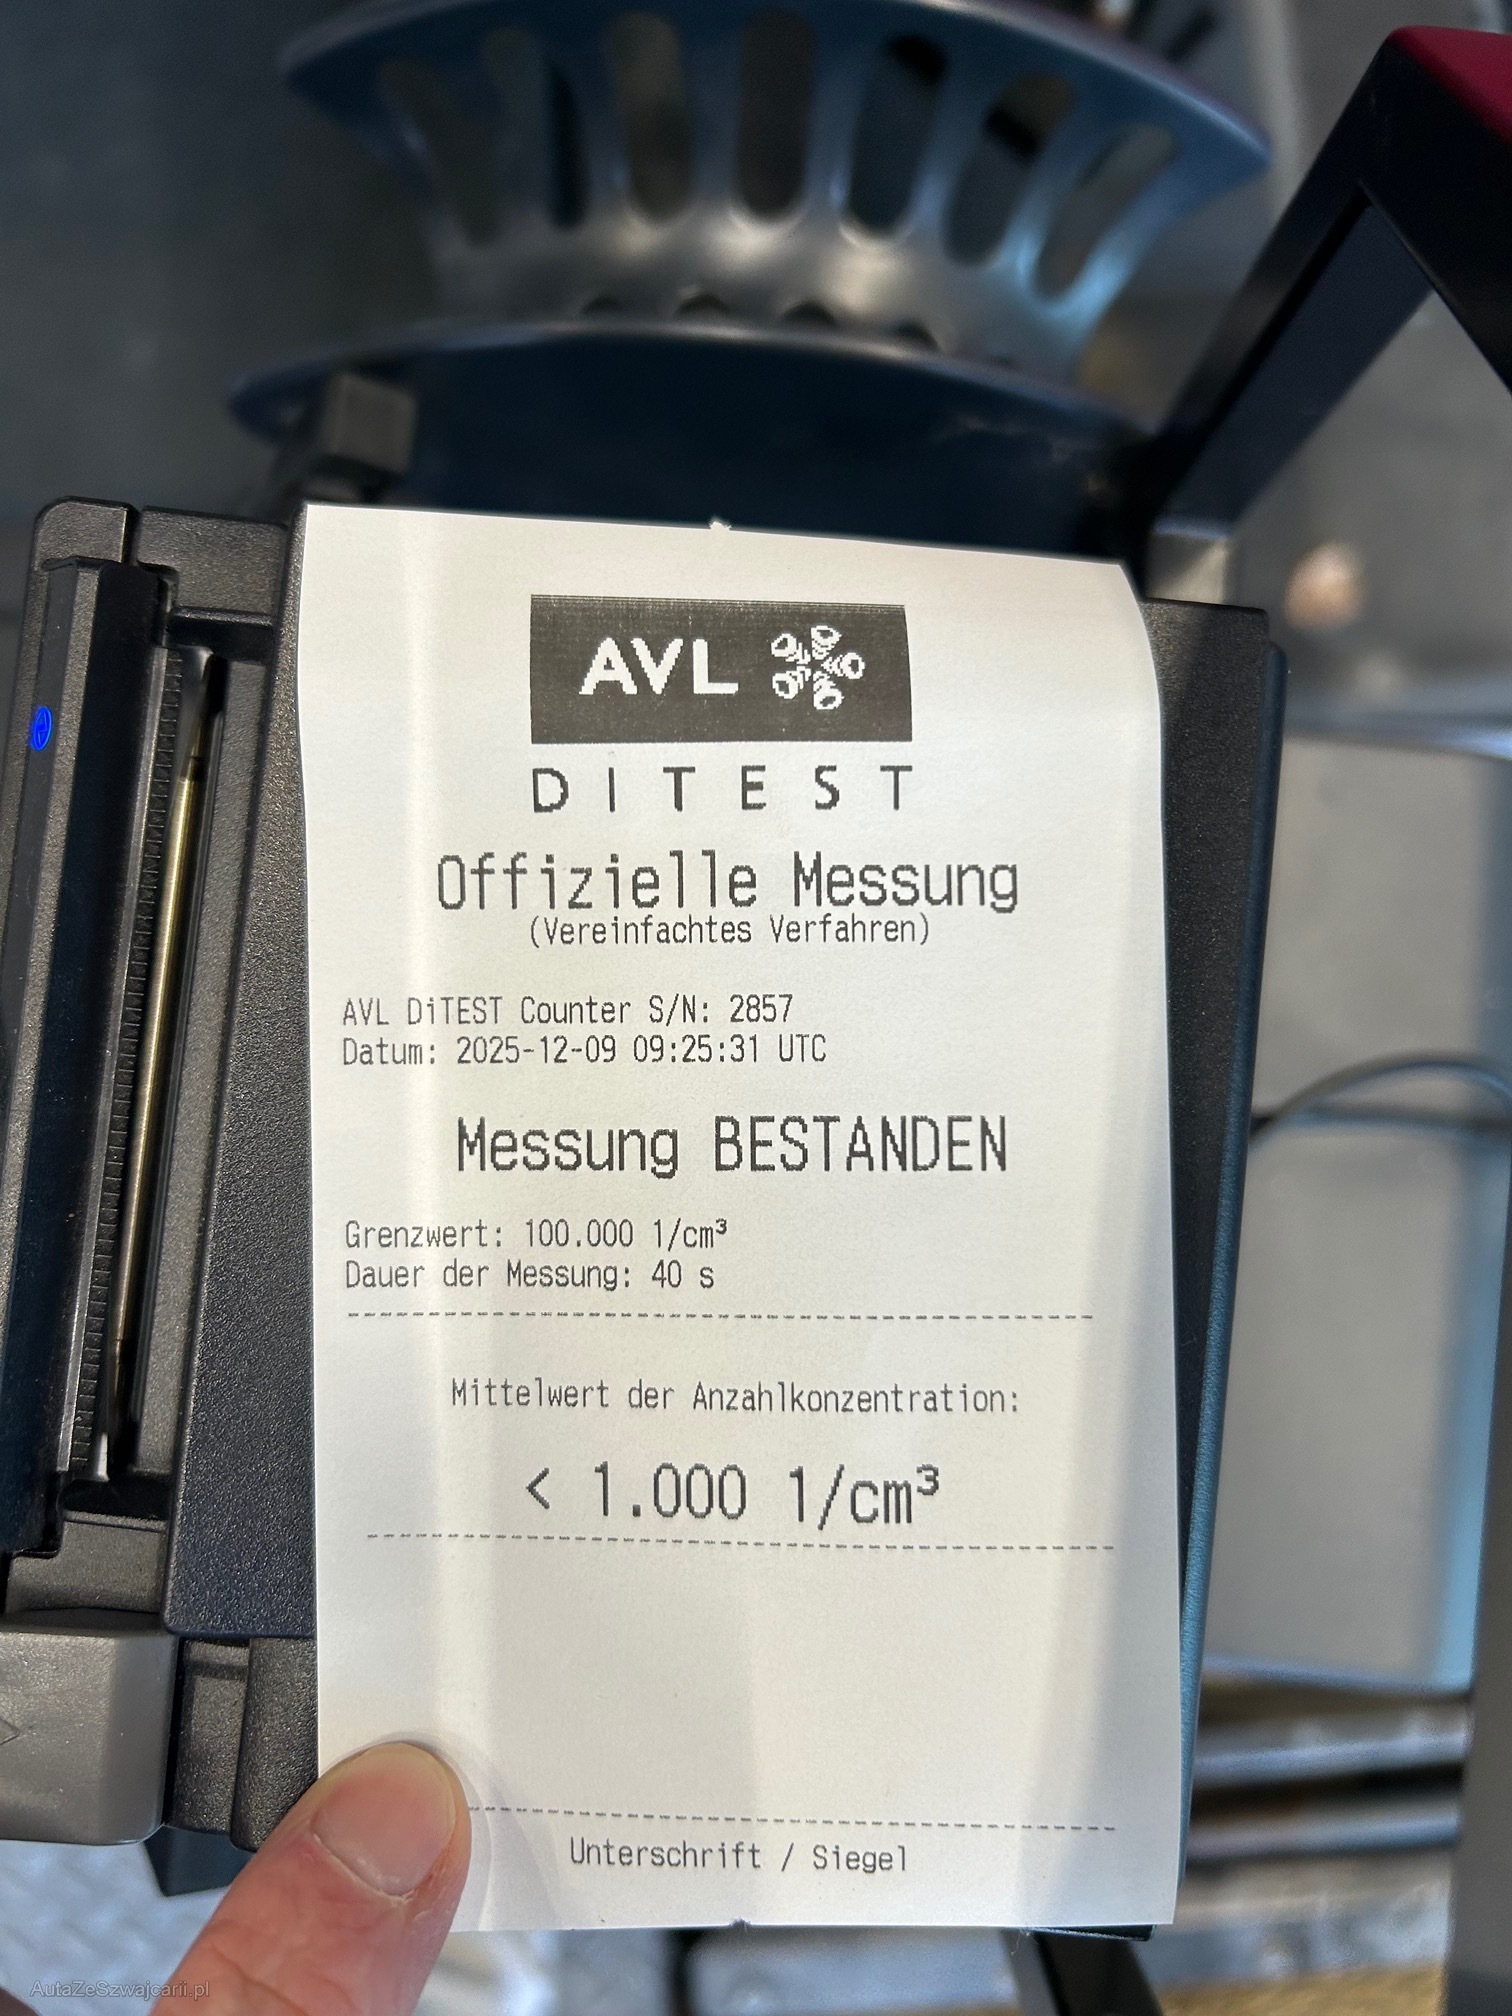 AVL
DITEST
Offizielle Messung
(Vereinfachtes Verfahren)
AVL DiTEST Counter S/N: 2857
Datum: 2025-12-09 09:25:31 UTC
Messung BESTANDEN
Grenzwert: 100.000 1/cm³
Dauer der Messung: 40 s
Mittelwert der Anzahlkonzentration:
< 1.000 1/cm³
Unterschrift / Siegel
AutaZeSzwajcarii.pl